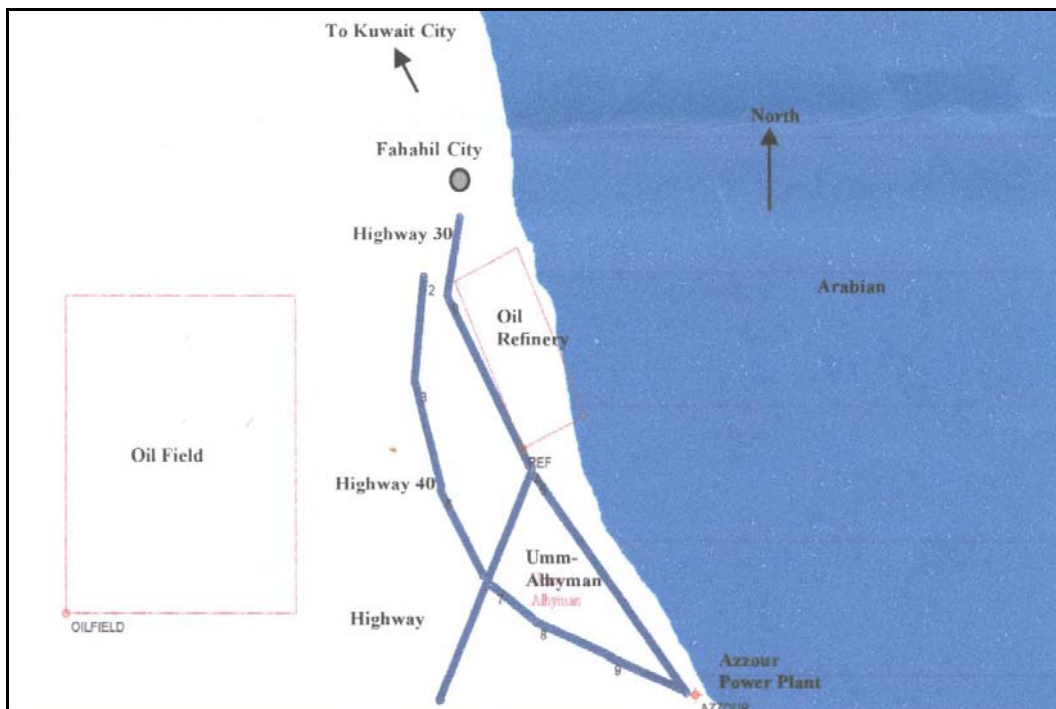 To Kuwait City
North
Fahahil City
Highway 30
2
Arabian
Oil
Refinery
3
Oil Field
REF
Highway 40
Umm-
Alhyman
Alhyman
7
Highway
OILFIELD
8
9
Azzour
Power Plant
AZZOUR